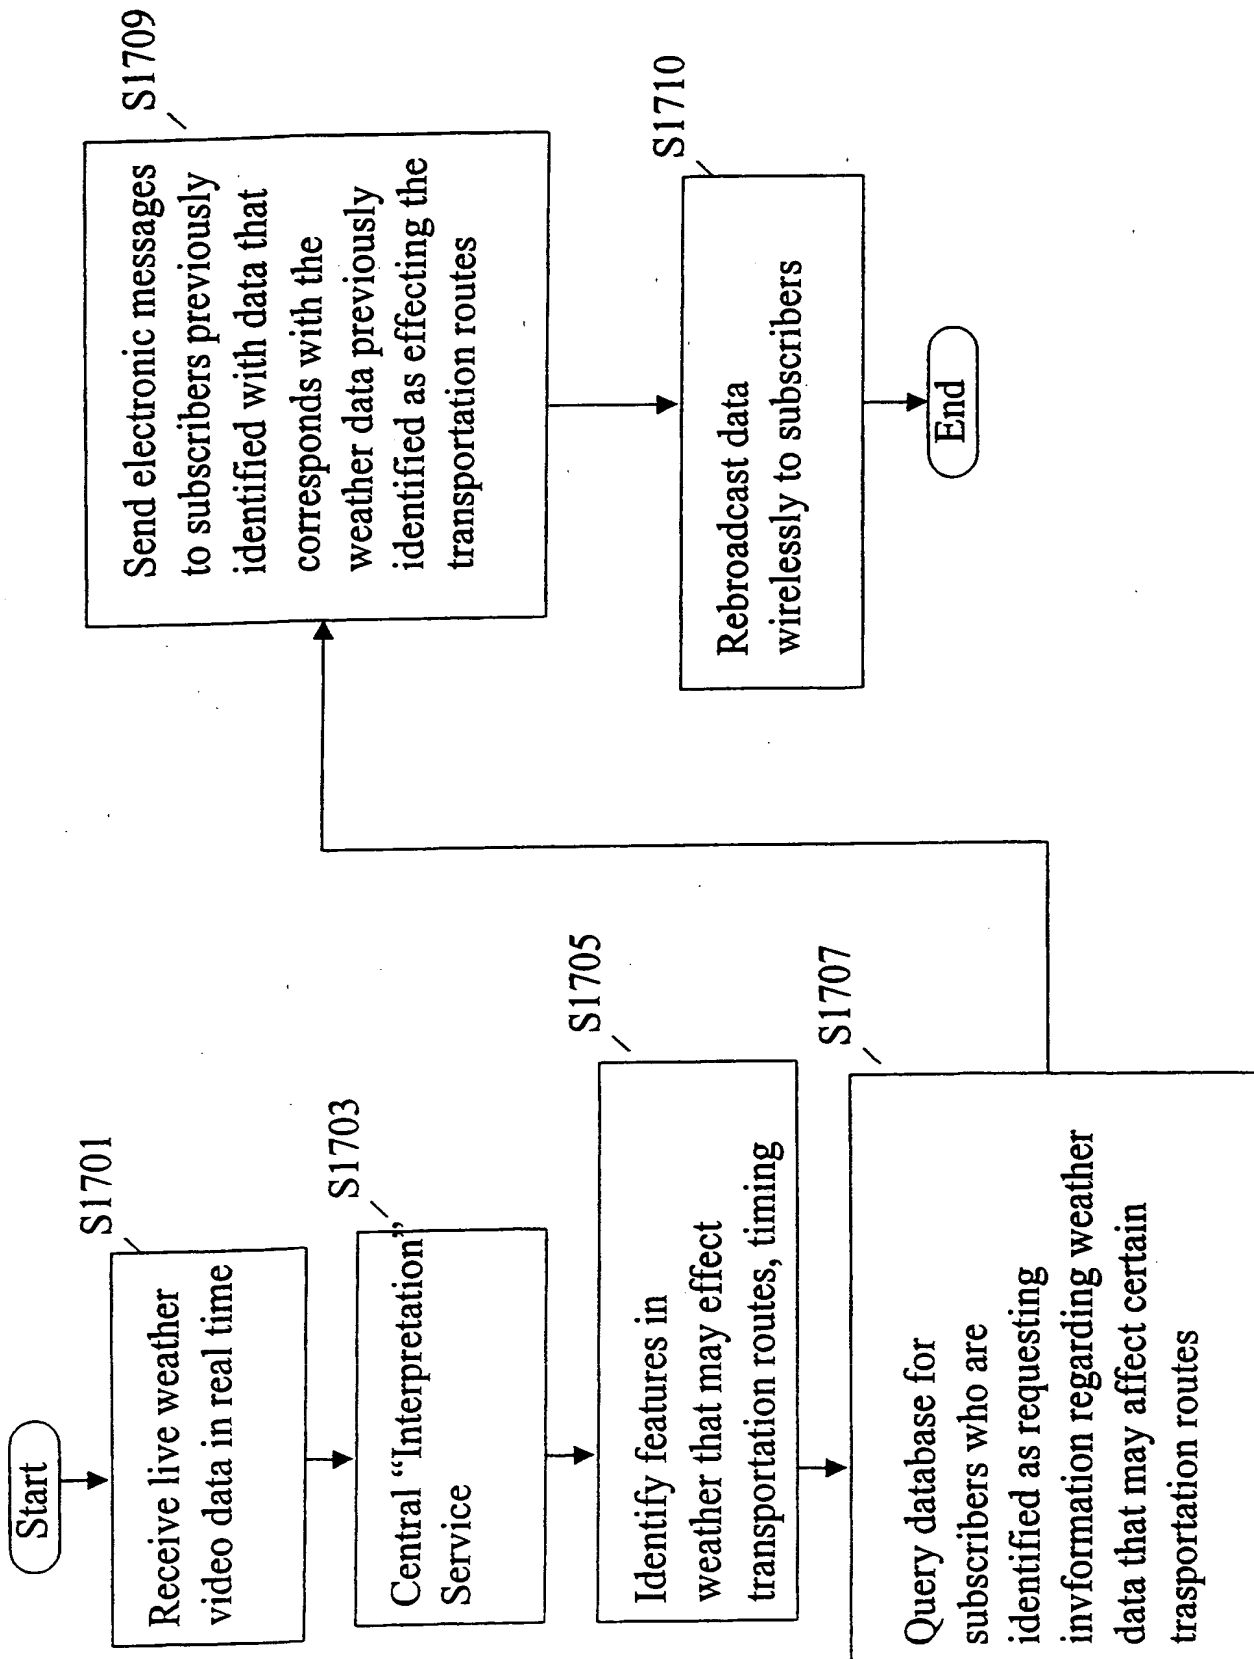 Start
S1701
Receive live weather
video data in real time
S1703
Central “Interpretation”
Service
S1705
Identify features in
weather that may effect
transportation routes, timing
S1707
Query database for
subscribers who are
identified as requesting
invformation regarding weather
data that may affect certain
trasportation routes
S1709
Send electronic messages
to subscribers previously
identified with data that
corresponds with the
weather data previously
identified as effecting the
transportation routes
S1710
Rebroadcast data
wirelessly to subscribers
End